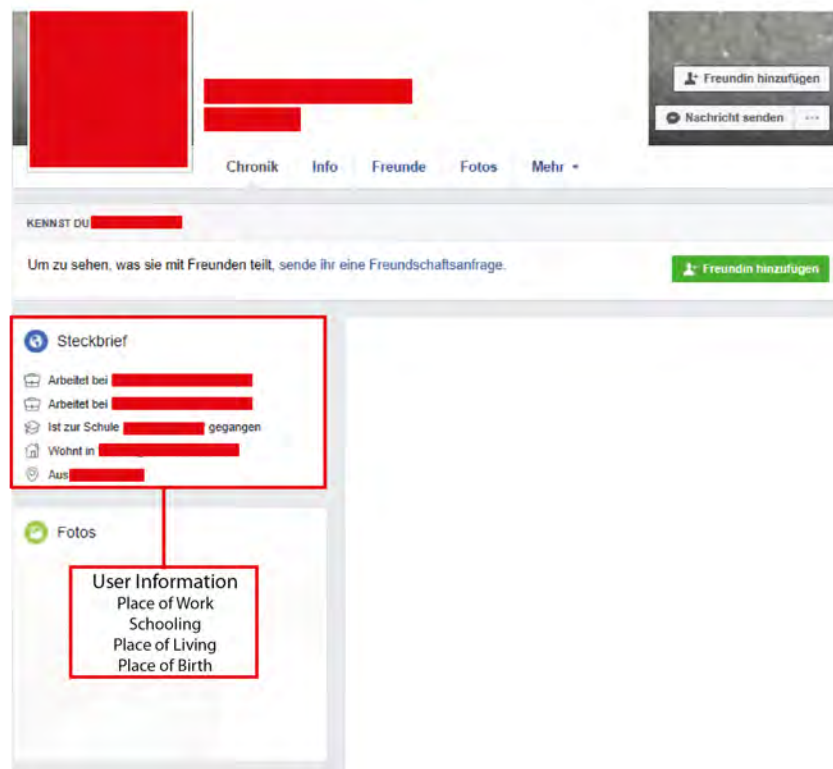 Freundin hinzufügen
Nachricht senden ...
Chronik Info Freunde Fotos Mehr
KENNST DU
Um zu sehen, was sie mit Freunden teilt, sende ihr eine Freundschaftsanfrage.
Freundin hinzufügen
Steckbrief
Arbeitet bei
Arbeitet bei
Ist zur Schule gegangen
Wohnt in
Aus
Fotos
User Information
Place of Work
Schooling
Place of Living
Place of Birth